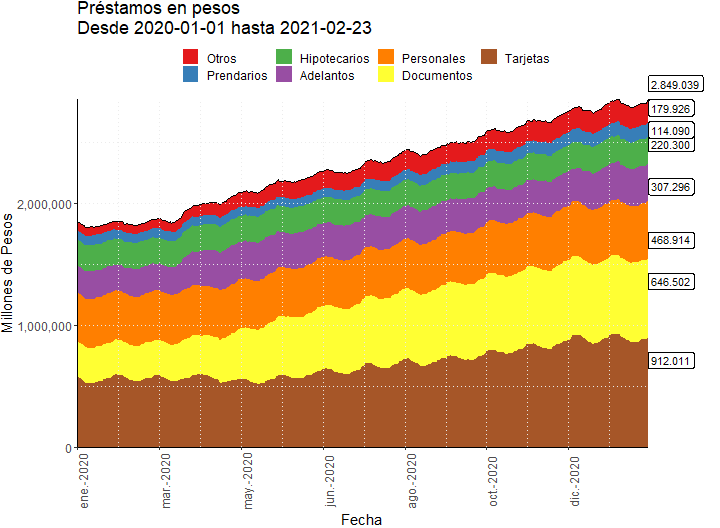 Préstamos en pesos
Desde 2020-01-01 hasta 2021-02-23
Otros Hipotecarios Personales Tarjetas
Prendarios Adelantos Documentos
2.849.039
179.926
114.090
220.300
307.296
468.914
646.502
912.011
Millones de Pesos
2,000,000
1,000,000
0
ene.-2020 mar.-2020 may.-2020 jun.-2020 ago.-2020 oct.-2020 dic.-2020
Fecha